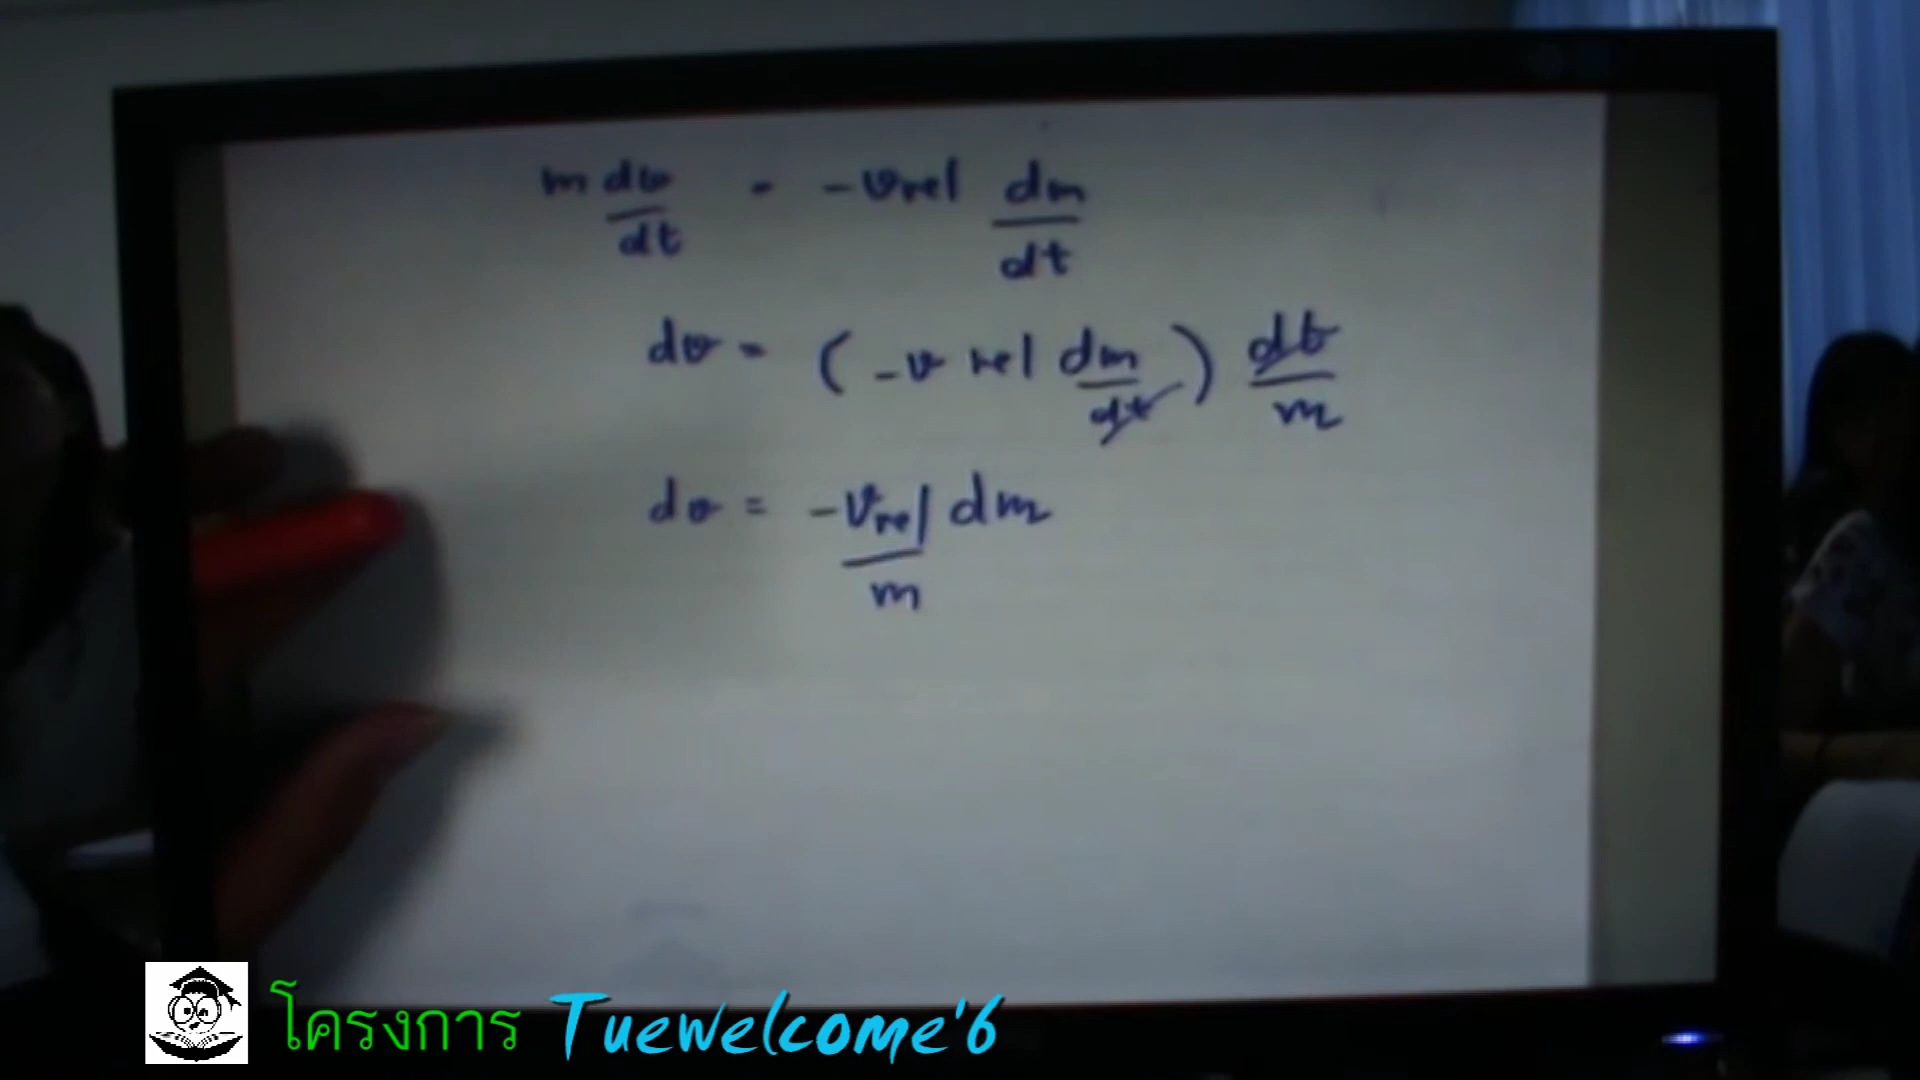 m dv/dt = -vrel dm/dt
dv = (-v rel dm/dt) dt/m
dv = -vrel/m dm
โครงการ Tuewelcome'6